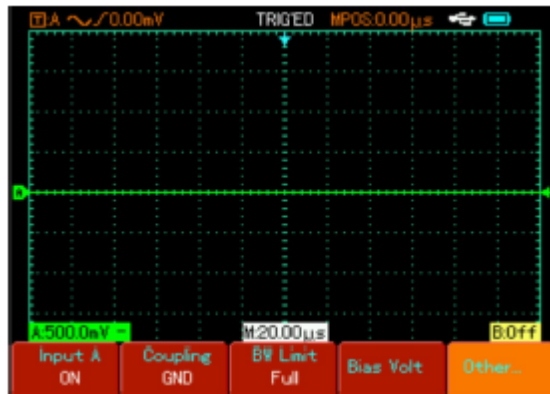 T A 0.00mV TRIG'ED MPOS:0.00μs
A
A:500.0mV M:20.00μs B:Off
Input A Coupling BW Limit Bias Volt Other...
ON GND Full